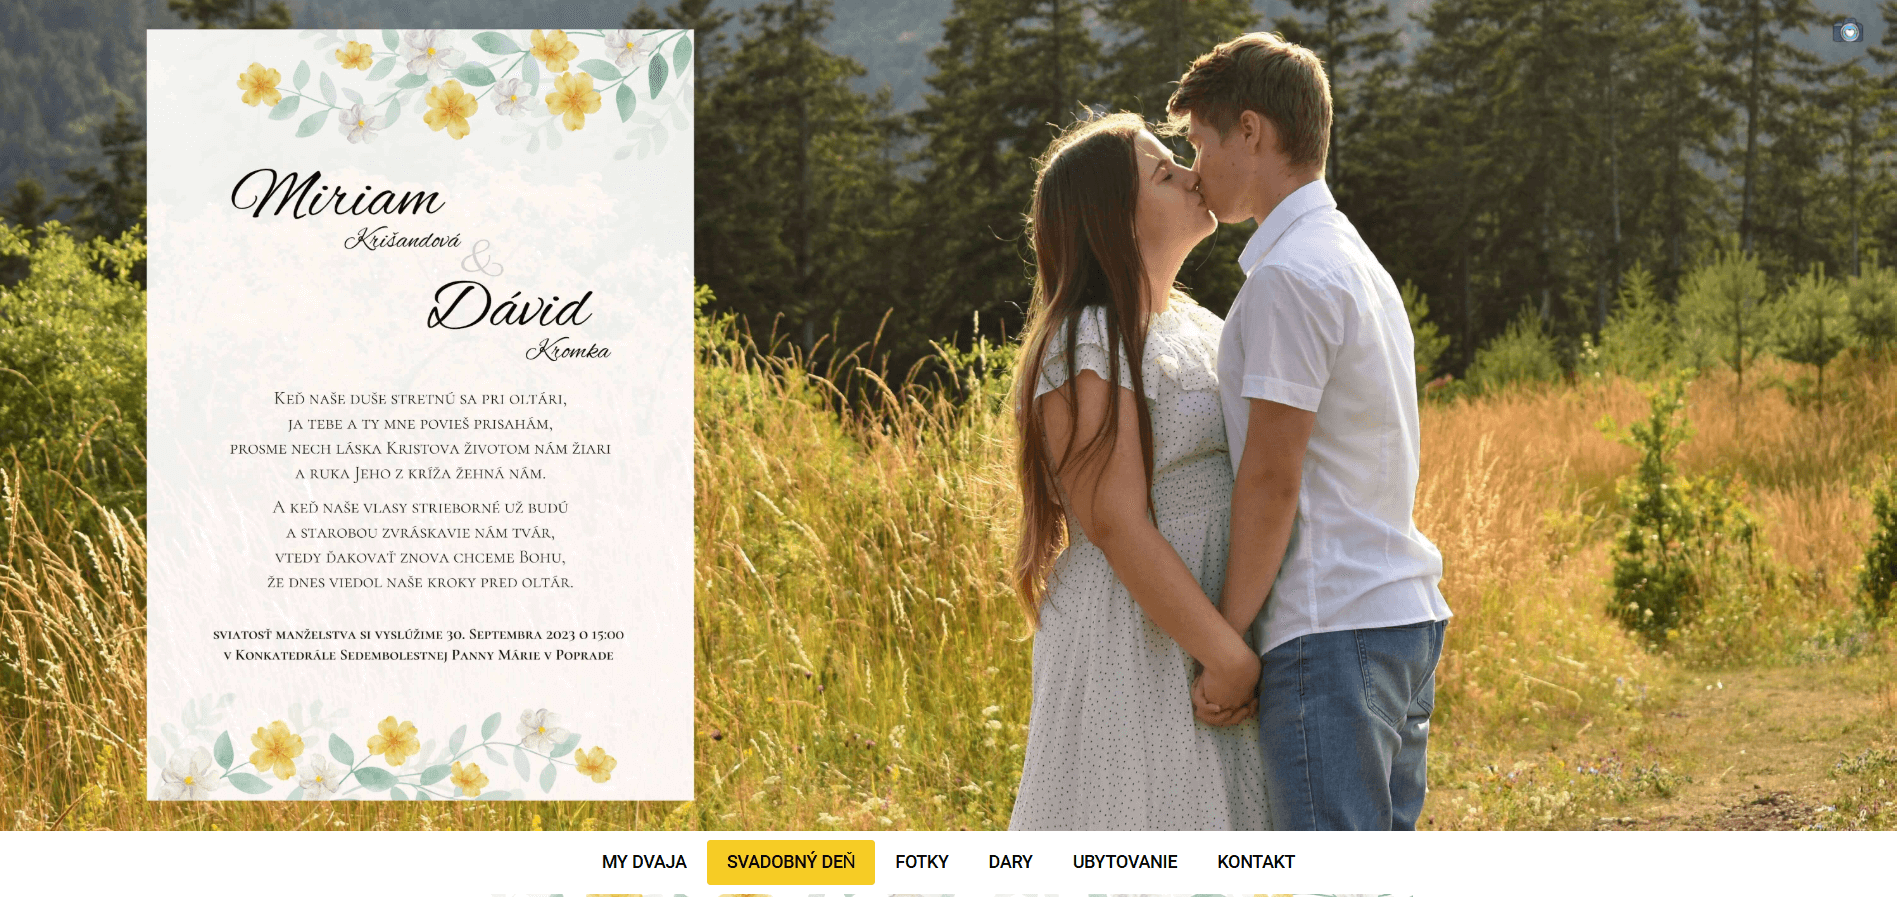 Miriam
Krišandová
&
Dávid
Kromka
Keď naše duše stretnú sa pri oltári,
ja tebe a ty mne povieš prisahám,
prosme nech láska Kristova životom nám žiari
a ruka Jeho z kríža žehná nám.
A keď naše vlasy strieborné už budú
a starobou zvráskavie nám tvár,
vtedy ďakovať znova chceme Bohu,
že dnes viedol naše kroky pred oltár.
sviatosť manželstva si vyslúžime 30. Septembra 2023 o 15:00
v Konkatedrále Sedembolestnej Panny Márie v Poprade
MY DVAJA
SVADOBNÝ DEŇ
FOTKY
DARY
UBYTOVANIE
KONTAKT